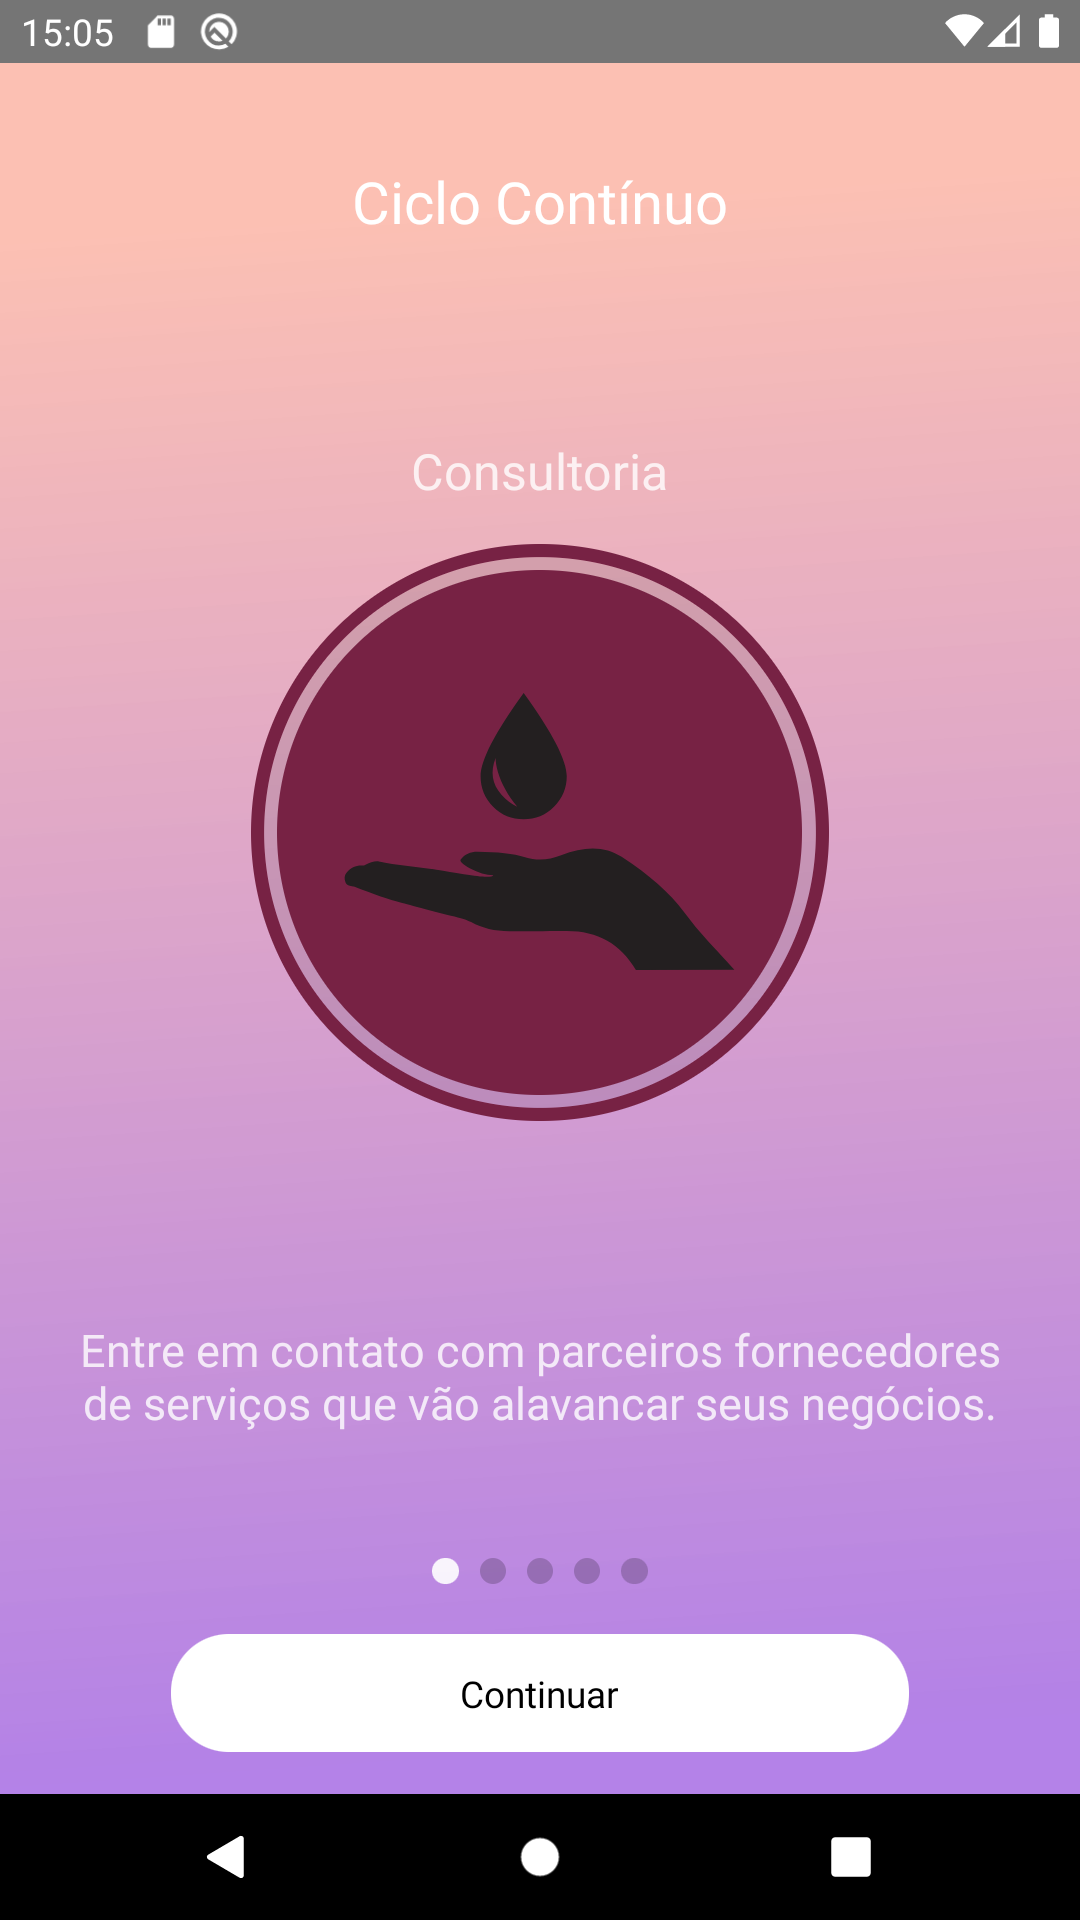 15:05
Ciclo Contínuo
Consultoria
Entre em contato com parceiros fornecedores
de serviços que vão alavancar seus negócios.
Continuar